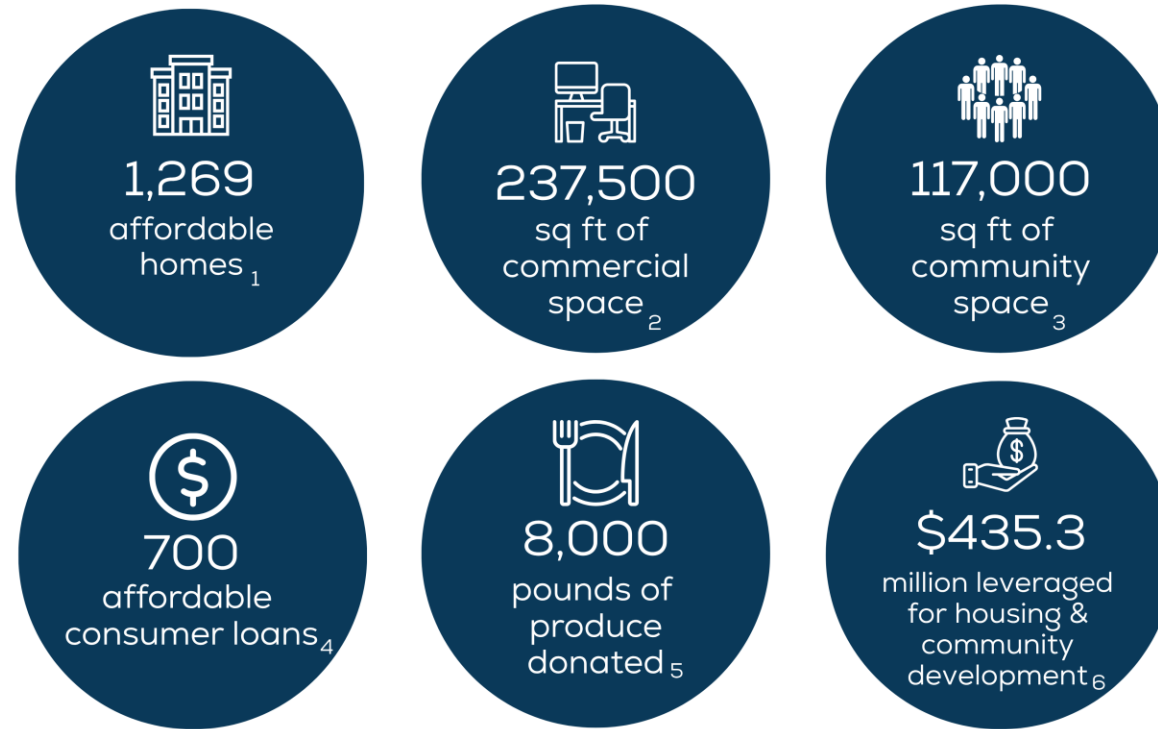 1,269
affordable
homes 1
237,500
sq ft of
commercial
space 2
117,000
sq ft of
community
space 3
$
700
affordable
consumer loans 4
8,000
pounds of
produce
donated 5
$
$435.3
million leveraged
for housing &
community
development 6